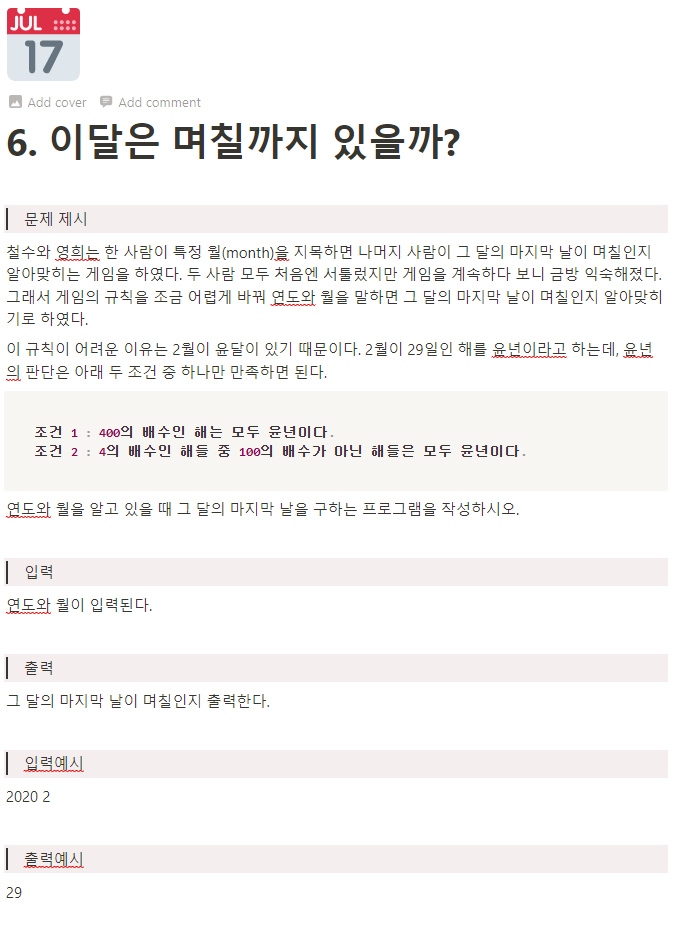 JUL
17
Add cover Add comment
6. 이달은 며칠까지 있을까?
문제 제시
철수와 영희는 한 사람이 특정 월(month)을 지목하면 나머지 사람이 그 달의 마지막 날이 며칠인지
알아맞히는 게임을 하였다. 두 사람 모두 처음엔 서툴렀지만 게임을 계속하다 보니 금방 익숙해졌다.
그래서 게임의 규칙을 조금 어렵게 바꿔 연도와 월을 말하면 그 달의 마지막 날이 며칠인지 알아맞히
기로 하였다.
이 규칙이 어려운 이유는 2월이 윤달이 있기 때문이다. 2월이 29일인 해를 윤년이라고 하는데, 윤년
의 판단은 아래 두 조건 중 하나만 만족하면 된다.
조건 1 : 400의 배수인 해는 모두 윤년이다.
조건 2 : 4의 배수인 해들 중 100의 배수가 아닌 해들은 모두 윤년이다.
연도와 월을 알고 있을 때 그 달의 마지막 날을 구하는 프로그램을 작성하시오.
입력
연도와 월이 입력된다.
출력
그 달의 마지막 날이 며칠인지 출력한다.
입력예시
2020 2
출력예시
29